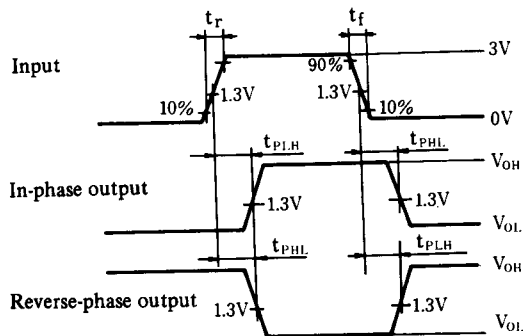 tr
tf
Input
3V
90%
1.3V
1.3V
10%
10%
0V
tPLH
tPHL
VOH
In-phase output
1.3V
1.3V
VOL
tPHL
tPLH
VOH
Reverse-phase output
1.3V
1.3V
VOL